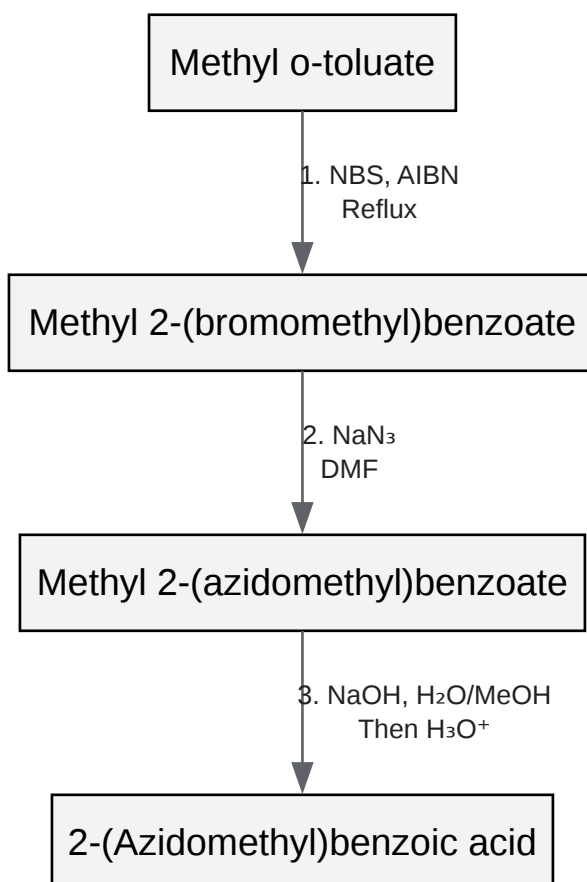 Methyl o-toluate
1. NBS, AIBN
Reflux
Methyl 2-(bromomethyl)benzoate
2. NaN₃
DMF
Methyl 2-(azidomethyl)benzoate
3. NaOH, H₂O/MeOH
Then H₃O⁺
2-(Azidomethyl)benzoic acid